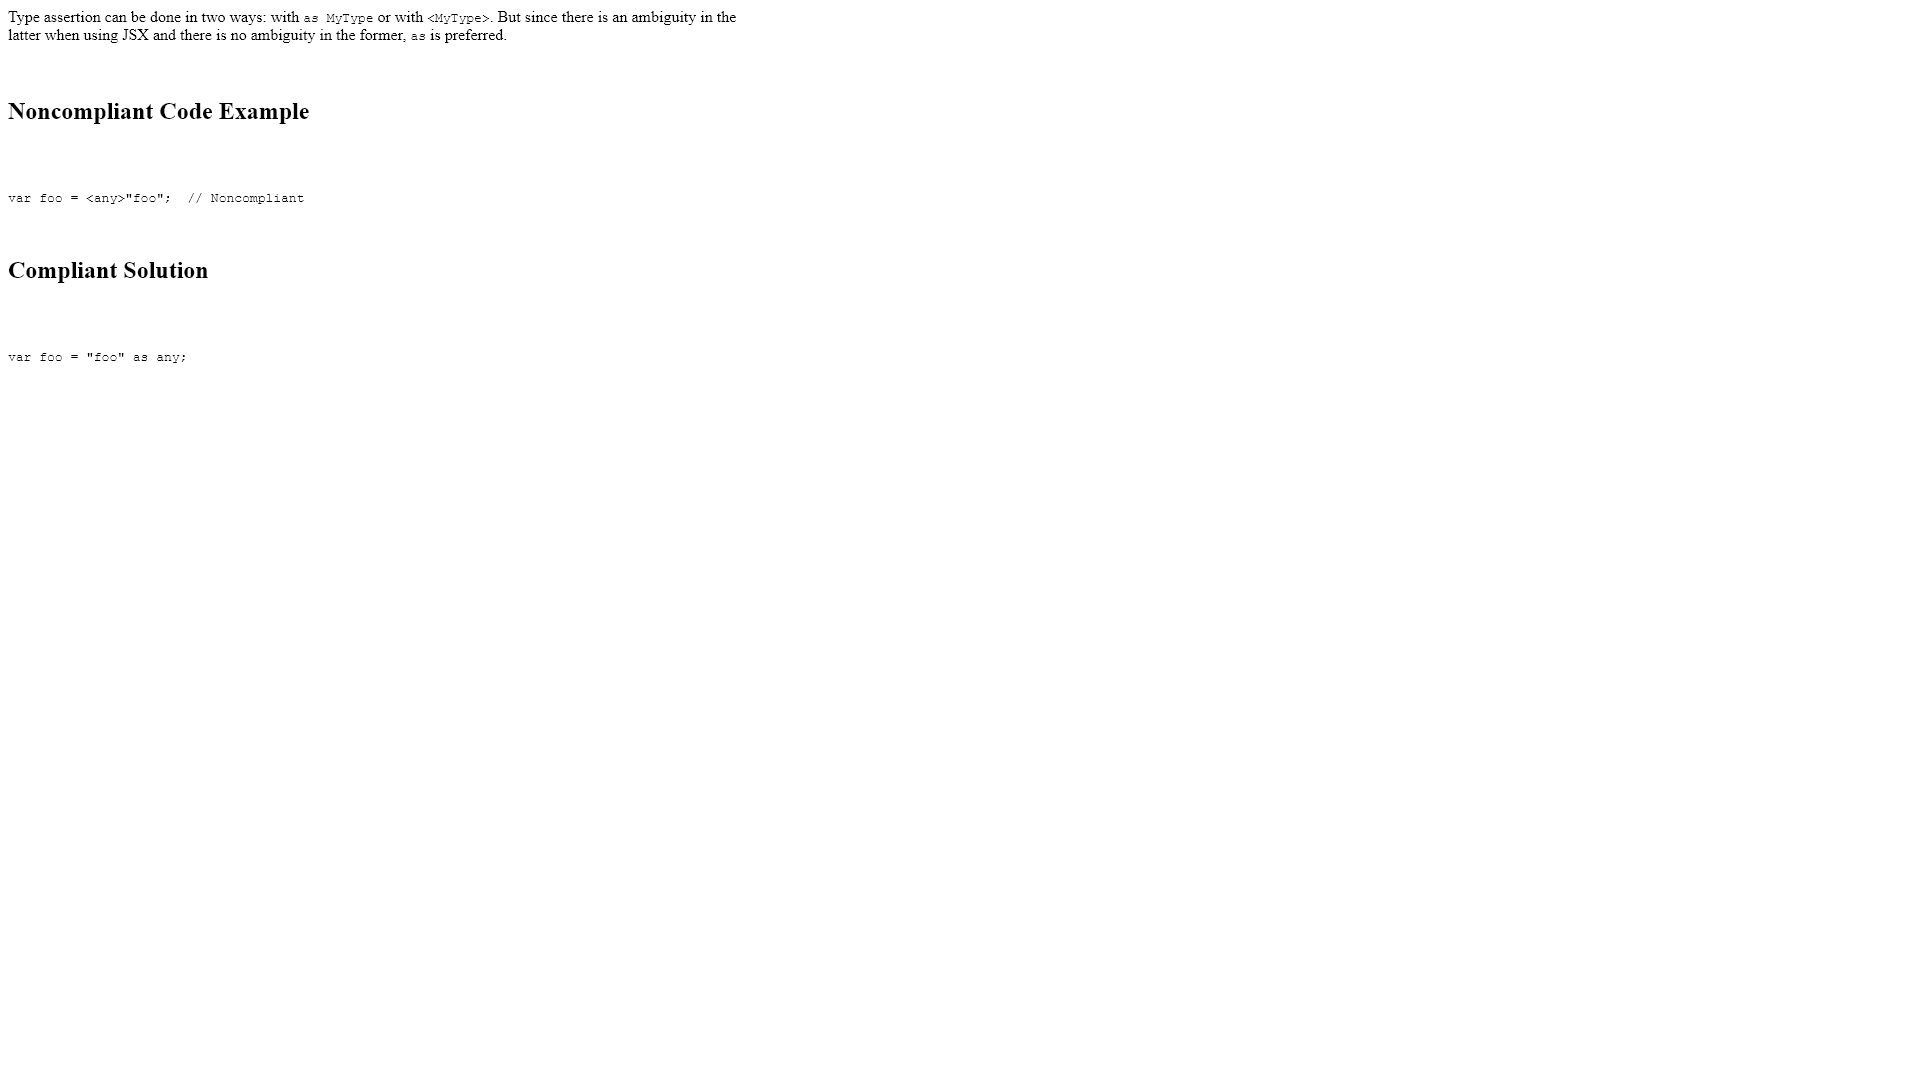 Type assertion can be done in two ways: with as MyType or with <MyType>. But since there is an ambiguity in the
latter when using JSX and there is no ambiguity in the former, as is preferred.
Noncompliant Code Example
var foo = <any>"foo";  // Noncompliant
Compliant Solution
var foo = "foo" as any;